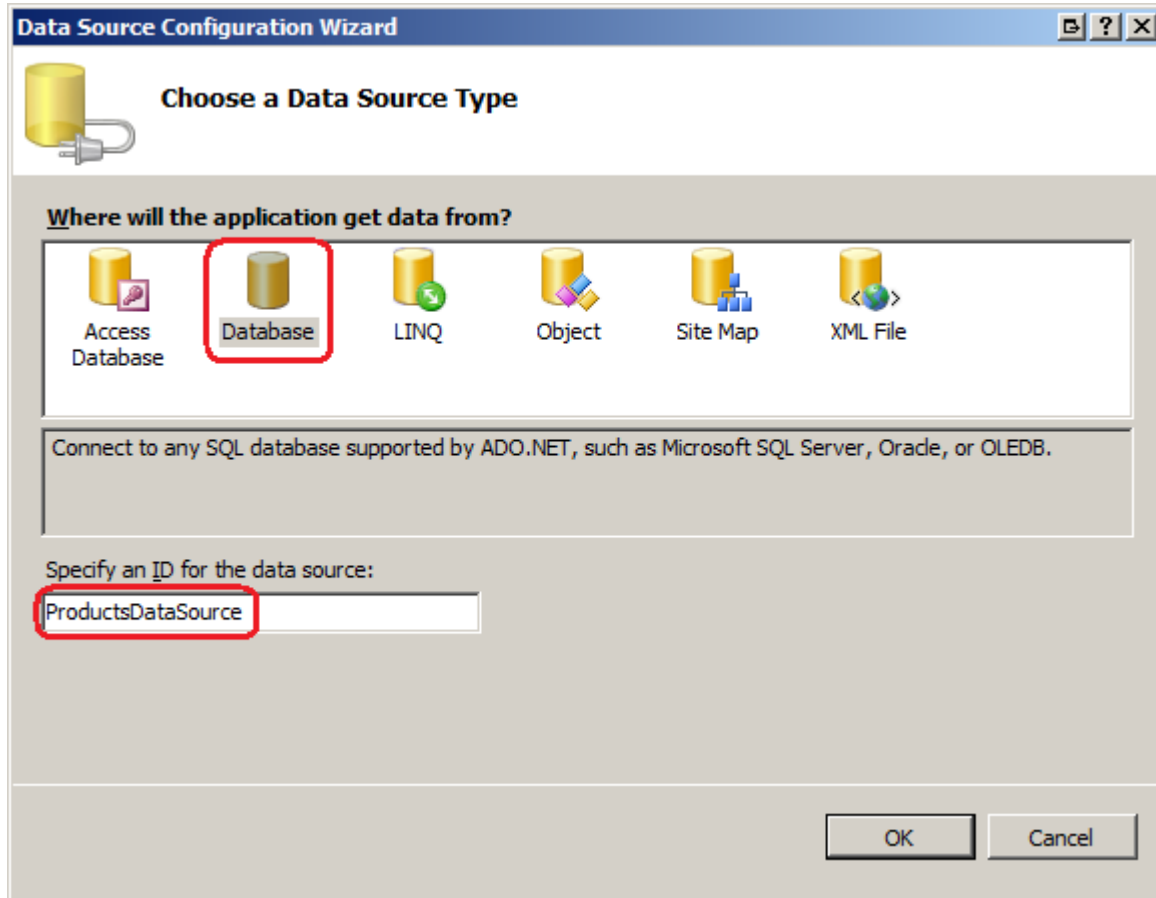 Data Source Configuration Wizard
Choose a Data Source Type
Where will the application get data from?
Access Database
Database
LINQ
Object
Site Map
XML File
Connect to any SQL database supported by ADO.NET, such as Microsoft SQL Server, Oracle, or OLEDB.
Specify an ID for the data source:
ProductsDataSource
OK
Cancel